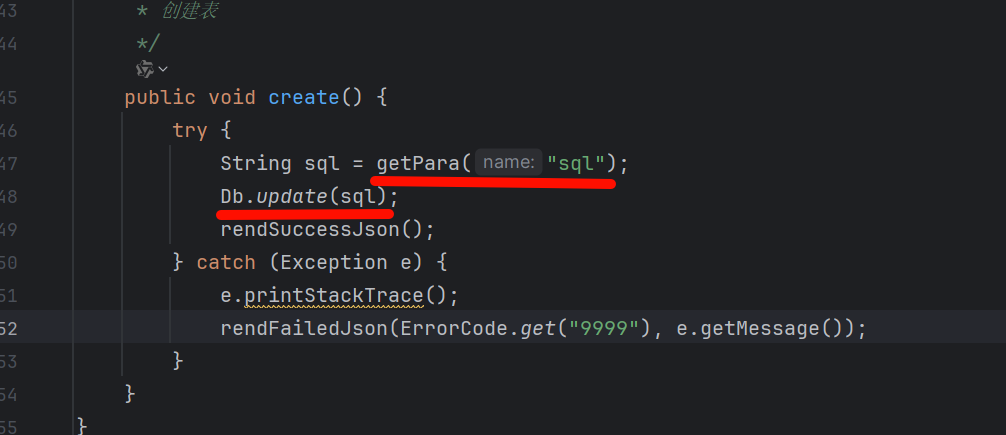 43 * 创建表
44 */
45 public void create() {
46 try {
47 String sql = getPara( name: "sql");
48 Db.update(sql);
49 rendSuccessJson();
50 } catch (Exception e) {
51 e.printStackTrace();
52 rendFailedJson(ErrorCode.get("9999"), e.getMessage());
53 }
54 }
55 }